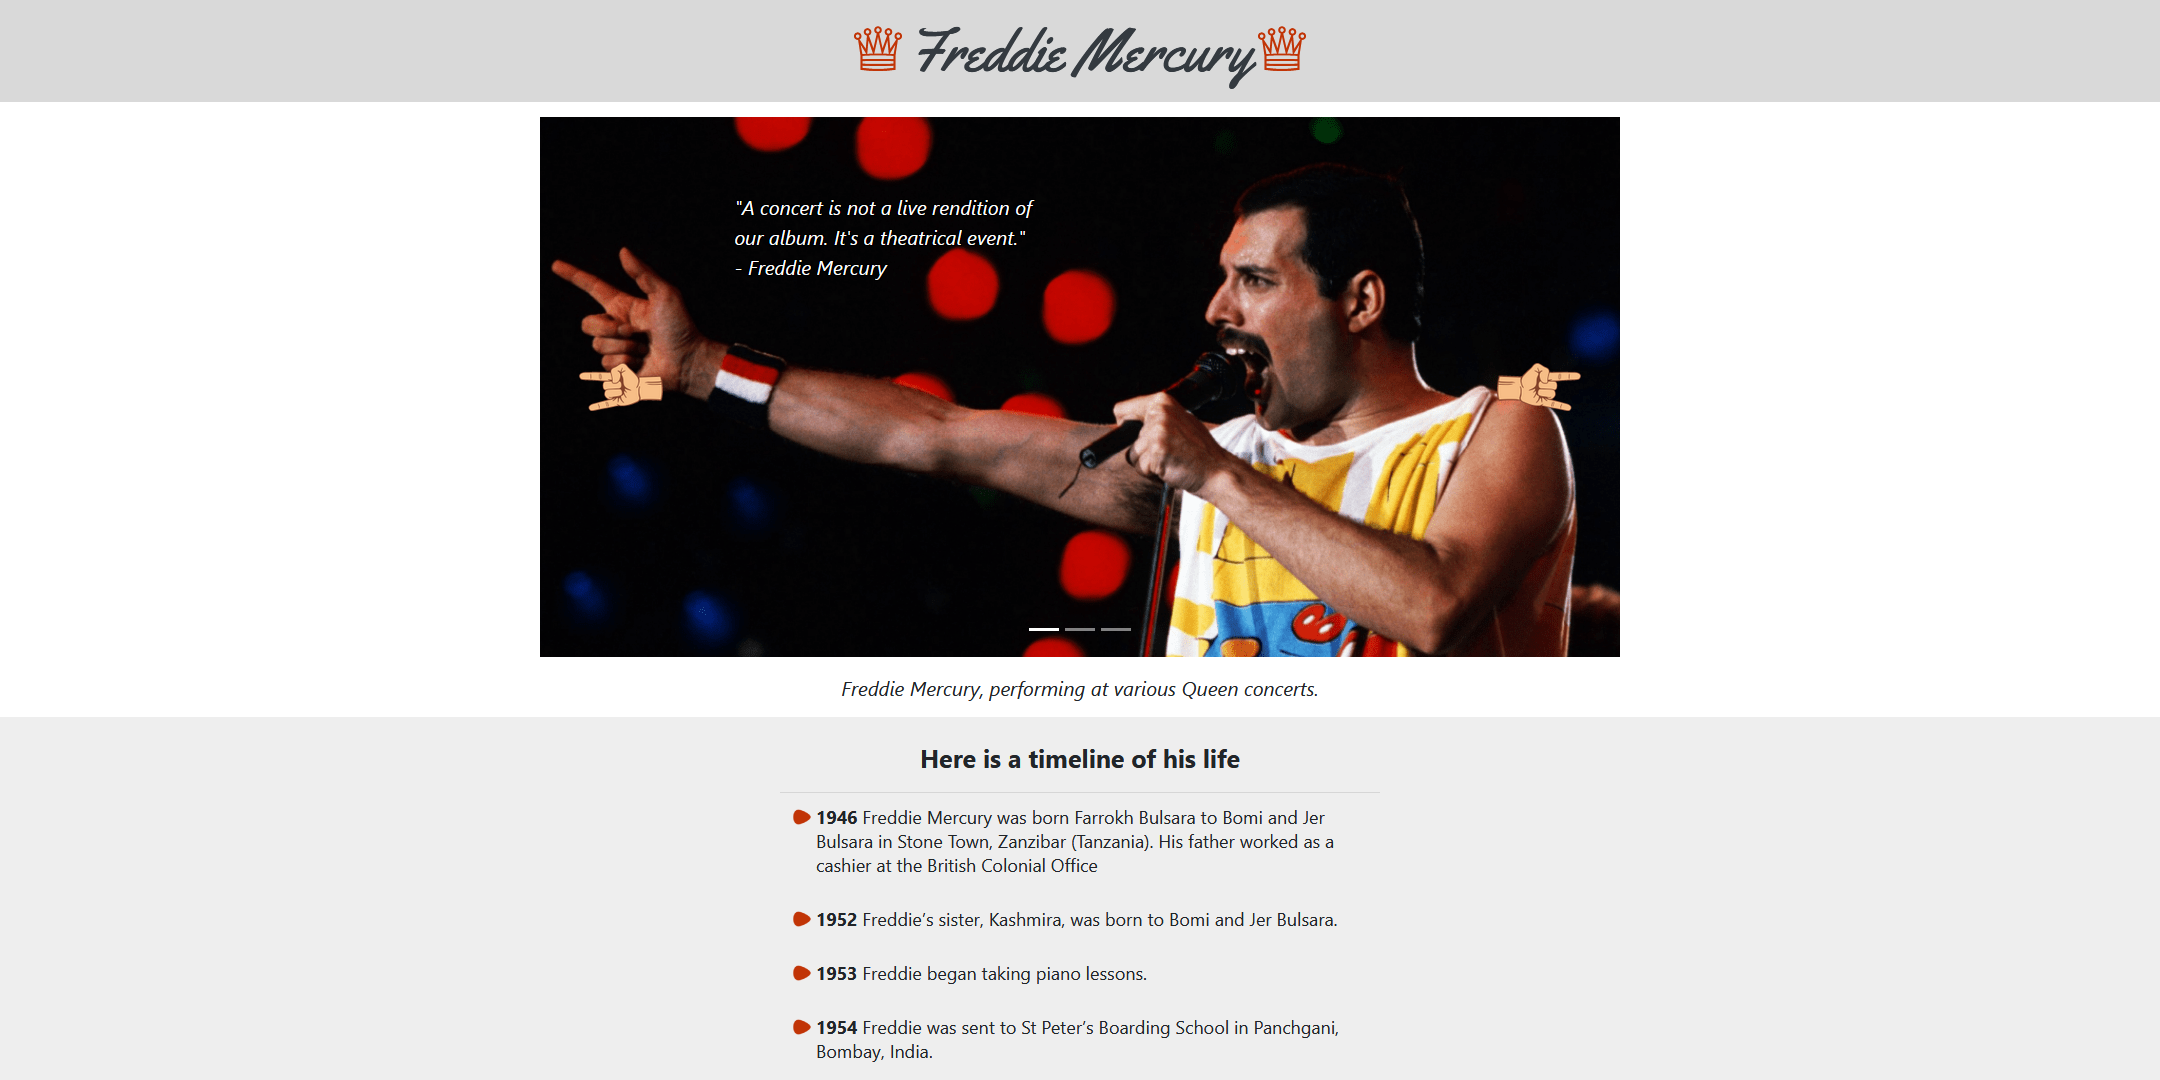 Freddie Mercury
"A concert is not a live rendition of
our album. It's a theatrical event."
- Freddie Mercury
Freddie Mercury, performing at various Queen concerts.
Here is a timeline of his life
1946 Freddie Mercury was born Farrokh Bulsara to Bomi and Jer
Bulsara in Stone Town, Zanzibar (Tanzania). His father worked as a
cashier at the British Colonial Office
1952 Freddie’s sister, Kashmira, was born to Bomi and Jer Bulsara.
1953 Freddie began taking piano lessons.
1954 Freddie was sent to St Peter’s Boarding School in Panchgani,
Bombay, India.